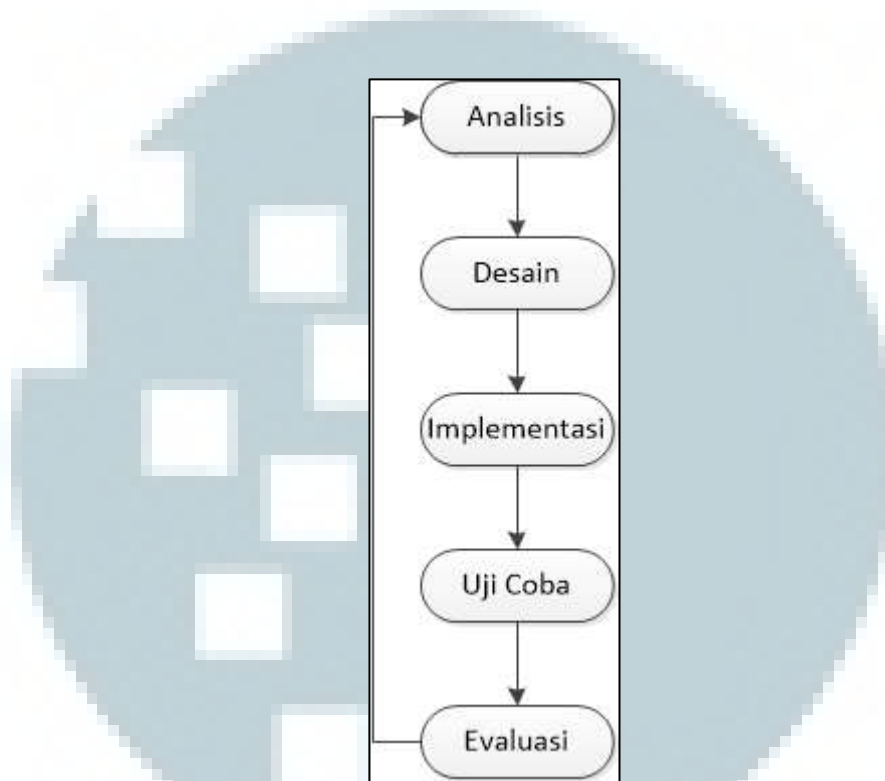 Analisis
Desain
Implementasi
Uji Coba
Evaluasi